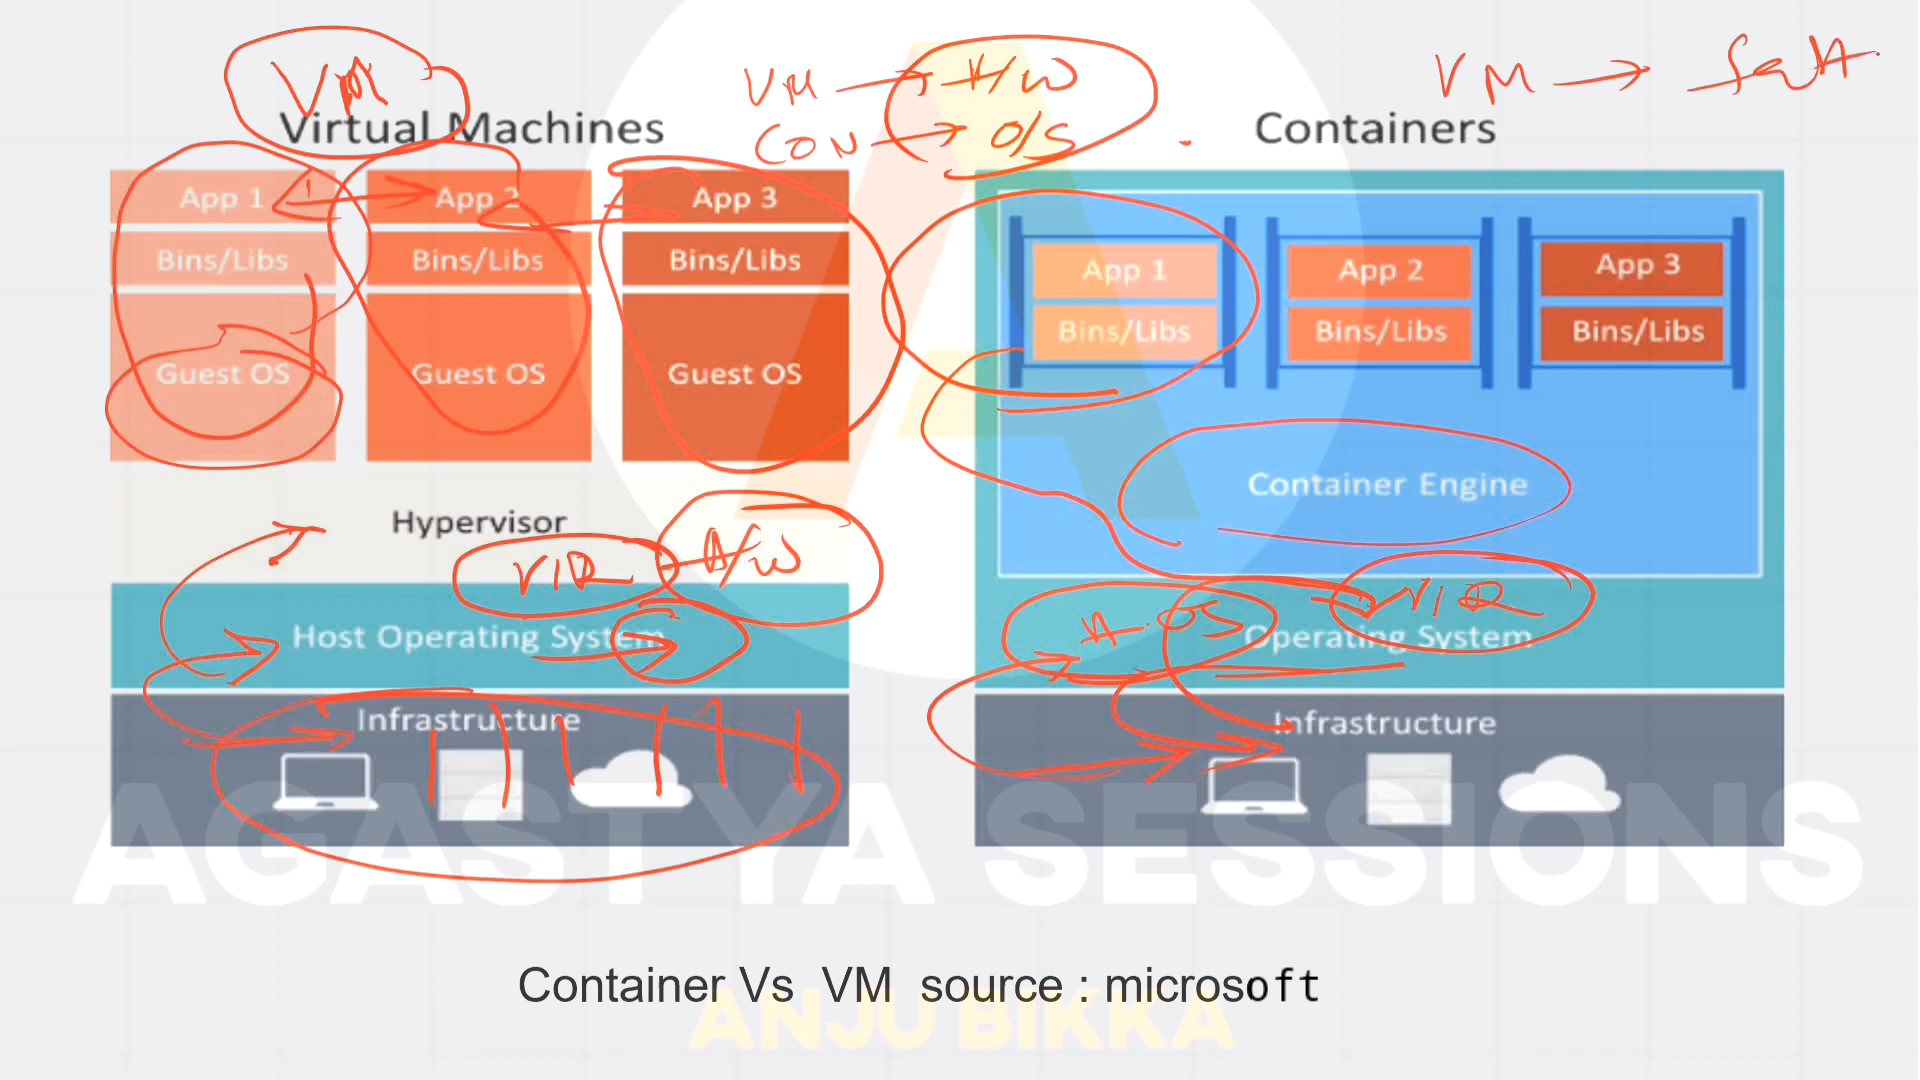 VM
VM → H/W
CON → O/S
VM →
Virtual Machines
Containers
App 1
App 2
App 3
Bins/Libs
Bins/Libs
Bins/Libs
Guest OS
Guest OS
Guest OS
Hypervisor
VIR
H/W
Host Operating System
Infrastructure
App 1
App 2
App 3
Bins/Libs
Bins/Libs
Bins/Libs
Container Engine
H.OS
VIR
Operating System
Infrastructure
AGASTYA SESSIONS
Container Vs VM source : microsoft
ANJU BIKKA